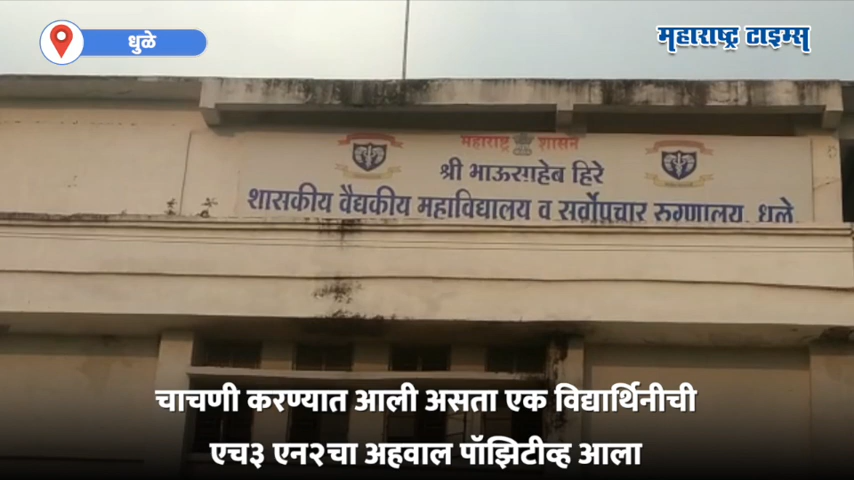 धुळे
महाराष्ट्र टाइम्स्
महाराष्ट्र शासन
श्री भाऊसाहेब हिरे
शासकीय वैद्यकीय महाविद्यालय व सर्वोपचार रुग्णालय, धुळे
चाचणी करण्यात आली असता एक विद्यार्थिनीची
एच३ एन२चा अहवाल पॉझिटीव्ह आला